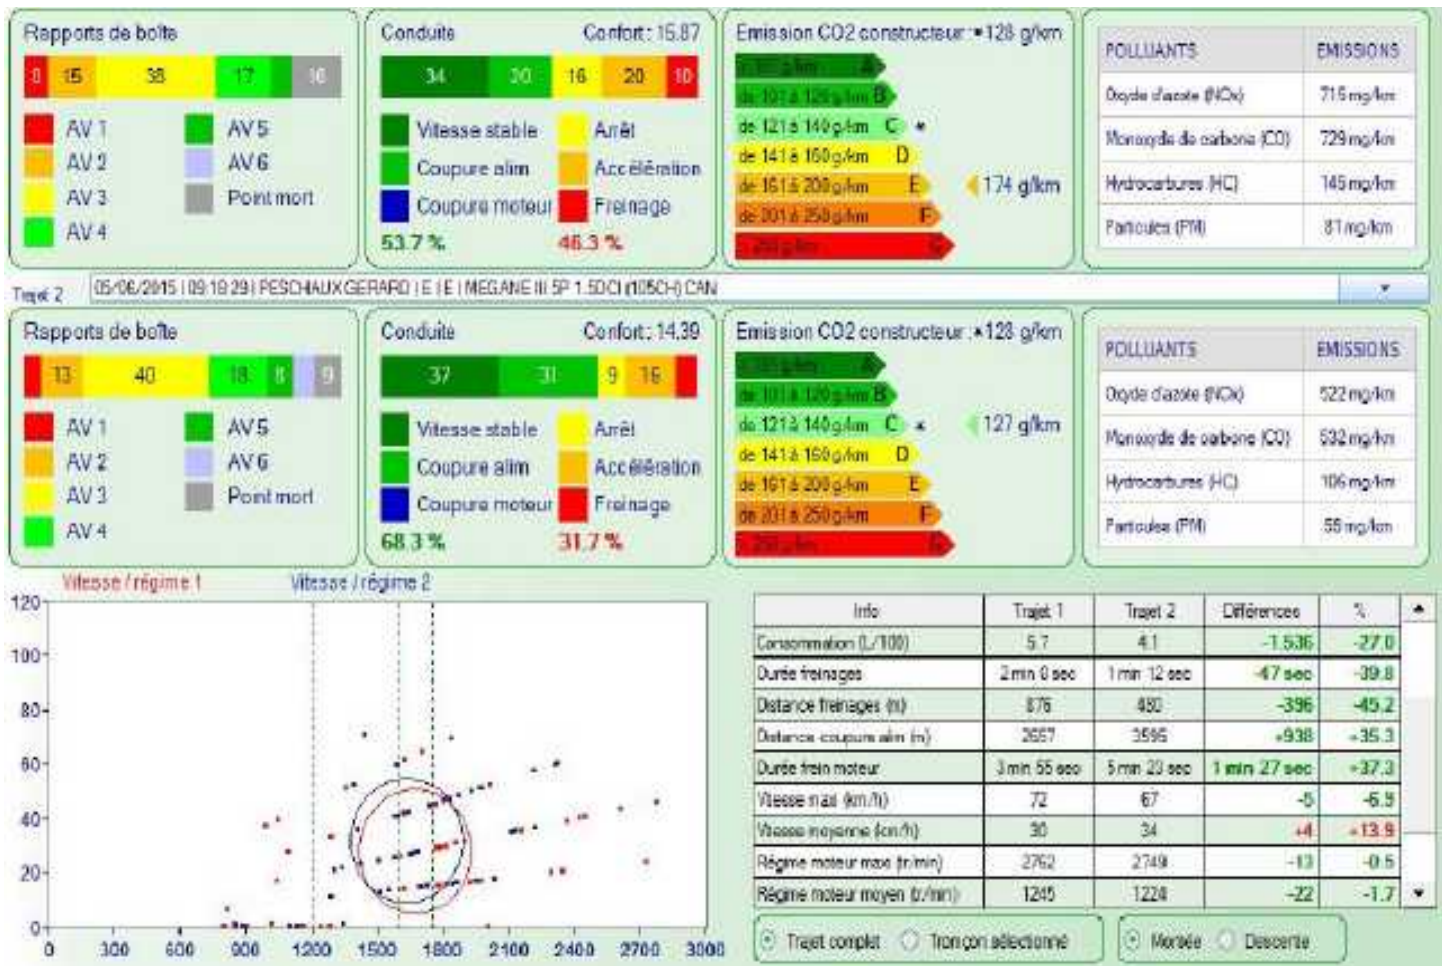 Rapports de boîte
8 15 38 17 16
AV 1 AV 5
AV 2 AV 6
AV 3 Point mort
AV 4
Conduite Confort : 15.87
34 20 16 20 10
Vitesse stable Arrêt
Coupure alim Accélération
Coupure moteur Freinage
53.7 % 46.3 %
Emission CO2 constructeur : *128 g/km
A
de 101 à 120 g/km B
de 121 à 140 g/km C *
de 141 à 160 g/km D
de 161 à 200 g/km E 174 g/km
de 201 à 250 g/km F
G
POLLUANTS EMISSIONS
Oxyde d'azote (NOx) 715 mg/km
Monoxyde de carbone (CO) 729 mg/km
Hydrocarbures (HC) 145 mg/km
Particules (PM) 81 mg/km
Trajet 2 05/06/2015 | 09:19:29 | PESCHAUX GERARD | E | E | MEGANE III 5P 1.5DCI (105CH) CAN
Rapports de boîte
13 40 18 8 9
AV 1 AV 5
AV 2 AV 6
AV 3 Point mort
AV 4
Conduite Confort : 14.39
37 31 9 16
Vitesse stable Arrêt
Coupure alim Accélération
Coupure moteur Freinage
68.3 % 31.7 %
Emission CO2 constructeur : *128 g/km
A
de 101 à 120 g/km B
de 121 à 140 g/km C * 127 g/km
de 141 à 160 g/km D
de 161 à 200 g/km E
de 201 à 250 g/km F
G
POLLUANTS EMISSIONS
Oxyde d'azote (NOx) 522 mg/km
Monoxyde de carbone (CO) 532 mg/km
Hydrocarbures (HC) 106 mg/km
Particules (PM) 55 mg/km
Vitesse / régime 1 Vitesse / régime 2
120
100
80
60
40
20
0
0 300 600 900 1200 1500 1800 2100 2400 2700 3000
Info Trajet 1 Trajet 2 Différences %
Consommation (L/100) 5.7 4.1 -1.536 -27.0
Durée freinages 2 min 0 sec 1 min 12 sec -47 sec -39.8
Distance freinages (m) 876 480 -396 -45.2
Distance coupure alim (m) 2657 3595 +938 +35.3
Durée frein moteur 3 min 55 sec 5 min 23 sec 1 min 27 sec +37.3
Vitesse maxi (km/h) 72 67 -5 -6.9
Vitesse moyenne (km/h) 30 34 +4 +13.9
Régime moteur maxi (tr/min) 2762 2749 -13 -0.5
Régime moteur moyen (tr/min) 1245 1224 -22 -1.7
Trajet complet Tronçon sélectionné Montée Descente